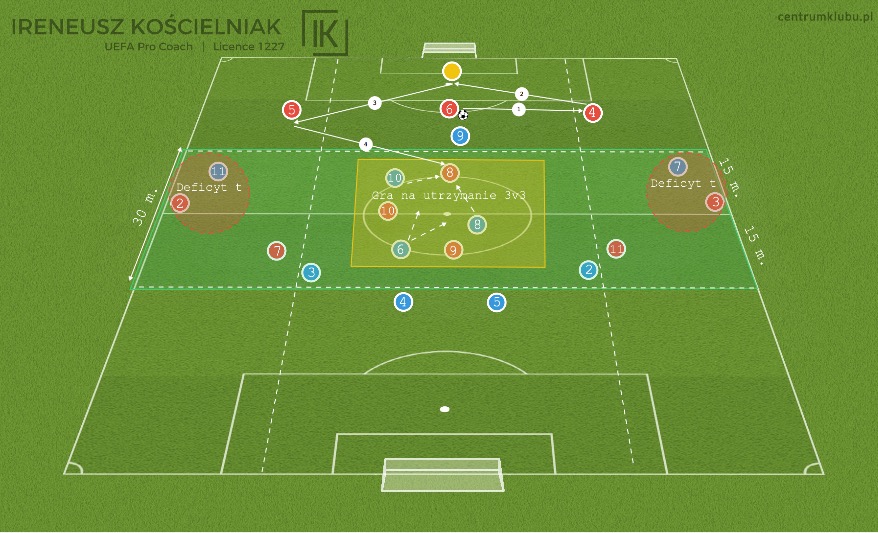 IRENEUSZ KOŚCIELNIAK
UEFA Pro Coach | Licence 1227
IK
centrumklubu.pl
3
2
5
6
1
4
9
4
11
10
8
7
15 m.
Deficyt t
Gra na utrzymanie 3v3
Deficyt t
30 m.
2
10
3
8
15 m.
7
6
9
11
3
2
4
5